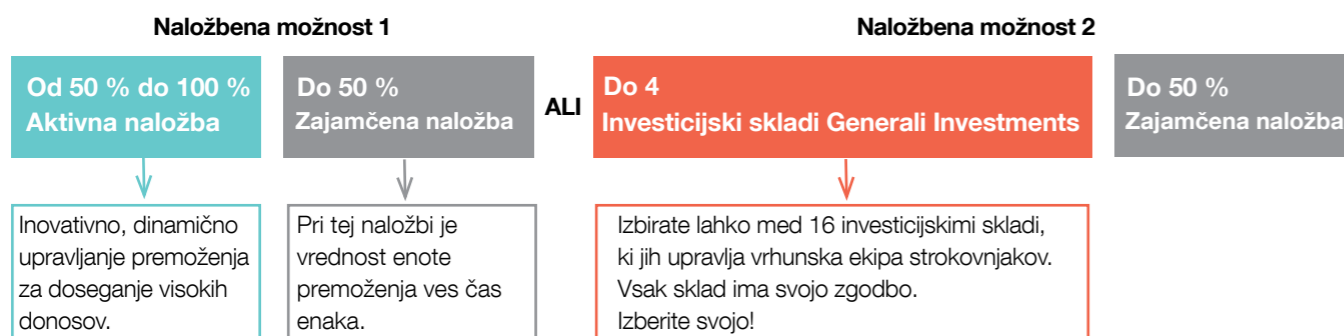 Naložbena možnost 1
Od 50 % do 100 %
Aktivna naložba
Do 50 %
Zajamčena naložba
Inovativno, dinamično
upravljanje premoženja
za doseganje visokih
donosov.
Pri tej naložbi je
vrednost enote
premoženja ves čas
enaka.
ALI
Naložbena možnost 2
Do 4
Investicijski skladi Generali Investments
Do 50 %
Zajamčena naložba
Izbirate lahko med 16 investicijskimi skladi,
ki jih upravlja vrhunska ekipa strokovnjakov.
Vsak sklad ima svojo zgodbo.
Izberite svojo!